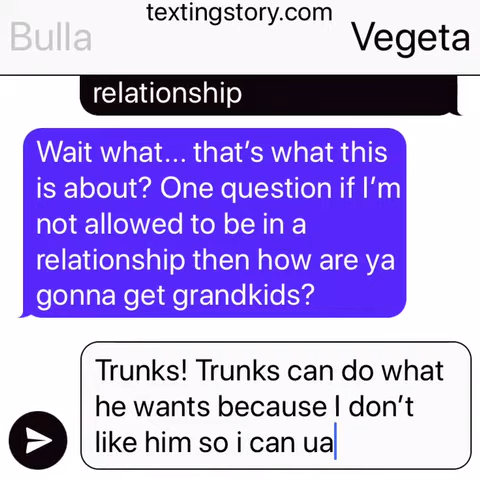 textingstory.com
Bulla
Vegeta
relationship
Wait what... that's what this
is about? One question if I'm
not allowed to be in a
relationship then how are ya
gonna get grandkids?
Trunks! Trunks can do what
he wants because I don't
like him so i can ua